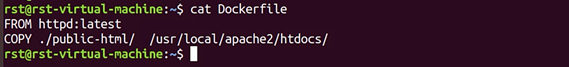 rst@rst-virtual-machine:~$ cat Dockerfile
FROM httpd:latest
COPY ./public-html/  /usr/local/apache2/htdocs/
rst@rst-virtual-machine:~$